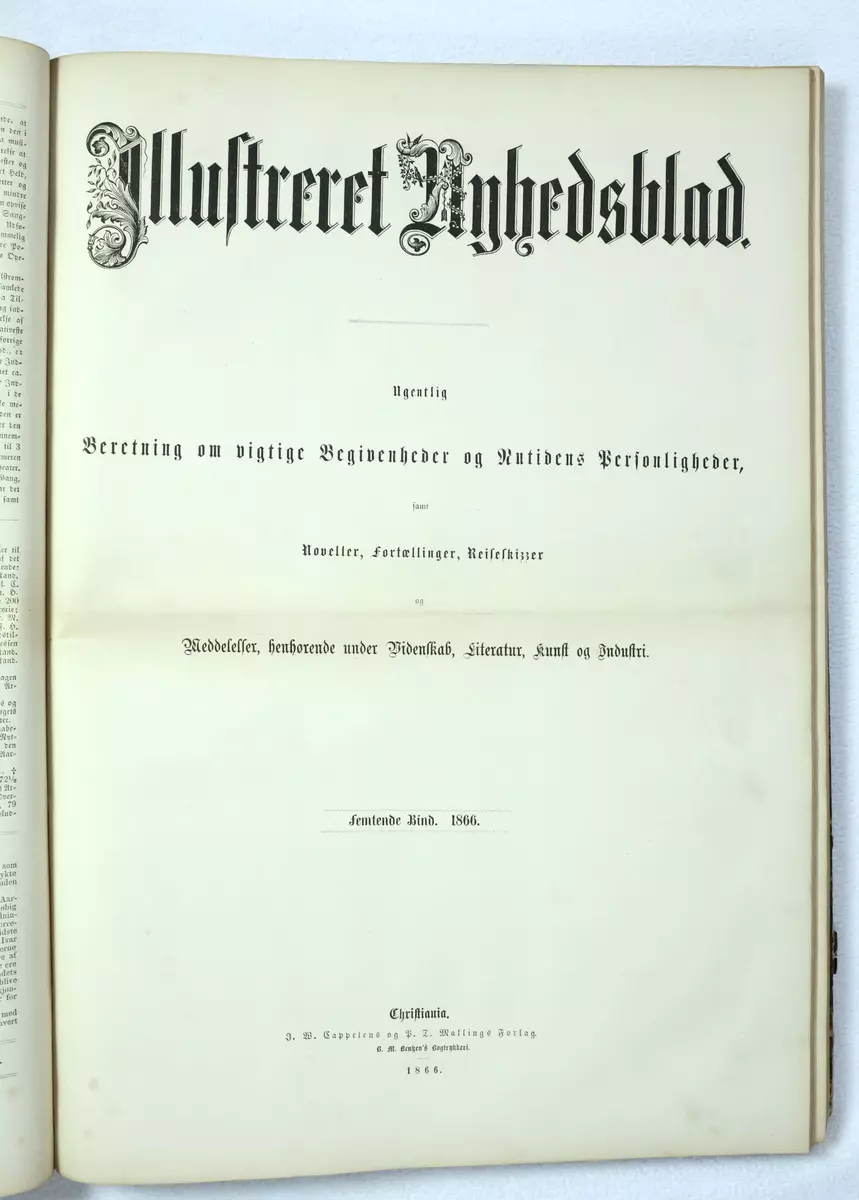 Illustreret Nyhedsblad.
Ugentlig
Beretning om vigtige Begivenheder og Nutidens Personligheder,
samt
Noveller, Fortællinger, Reiseskizzer
og
Meddelelser, henhørende under Videnskab, Literatur, Kunst og Industri.
Femtende Bind. 1866.
Christiania.
J. W. Cappelens og P. T. Mallings Forlag.
B. M. Bentzen's Bogtrykkeri.
1866.